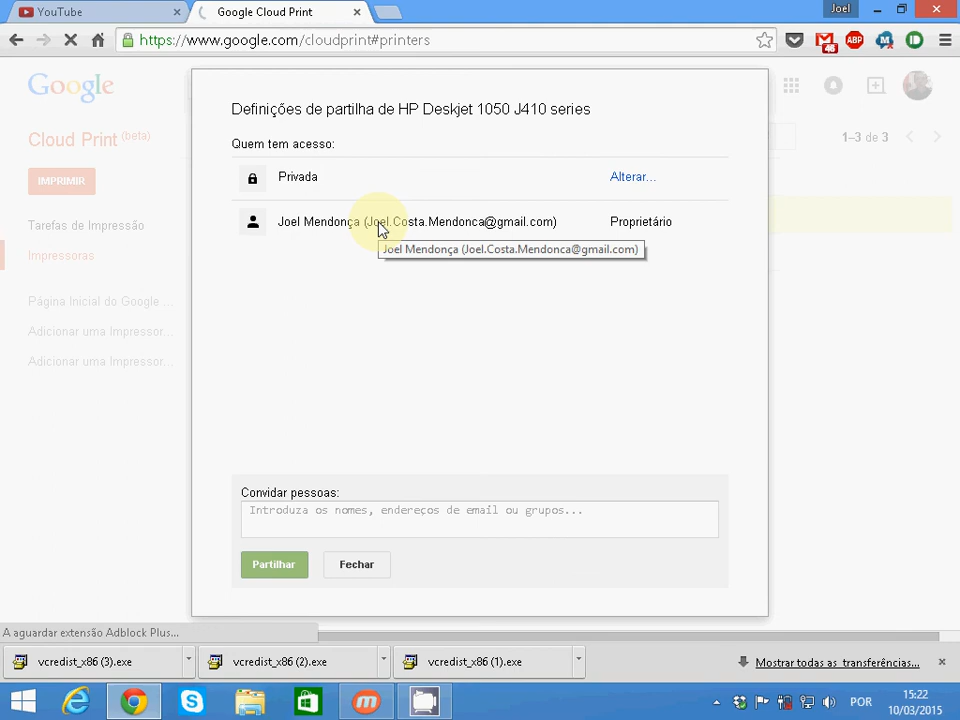 YouTube
Google Cloud Print
Joel
https://www.google.com/cloudprint#printers
46
ABP
Google
Cloud Print (beta)
1–3 de 3
IMPRIMIR
Tarefas de Impressão
Impressoras
Página Inicial do Google ...
Adicionar uma Impressor...
Adicionar uma Impressor...
Definições de partilha de HP Deskjet 1050 J410 series
Quem tem acesso:
Privada
Alterar...
Joel Mendonça (Joel.Costa.Mendonca@gmail.com)
Proprietário
Joel Mendonça (Joel.Costa.Mendonca@gmail.com)
Convidar pessoas:
Introduza os nomes, endereços de email ou grupos...
Partilhar
Fechar
A aguardar extensão Adblock Plus...
vcredist_x86 (3).exe
vcredist_x86 (2).exe
vcredist_x86 (1).exe
Mostrar todas as transferências...
POR
15:22
10/03/2015